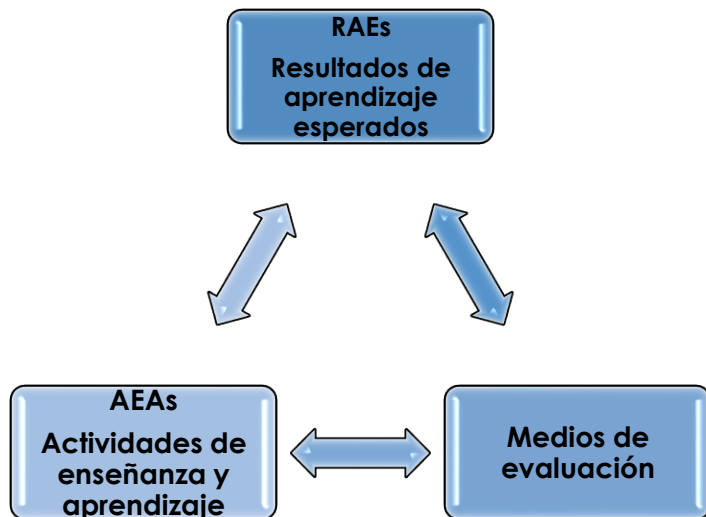 RAEs
Resultados de
aprendizaje
esperados
AEAs
Actividades de
enseñanza y
aprendizaje
Medios de
evaluación